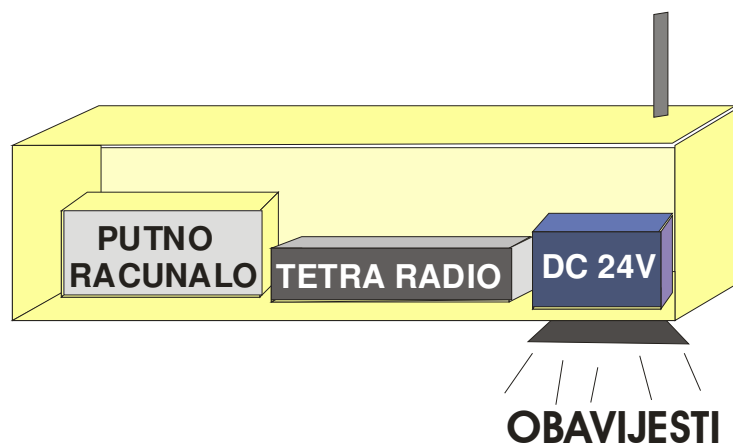 PUTNO
RACUNALO
TETRA RADIO
DC 24V
OBAVIJESTI